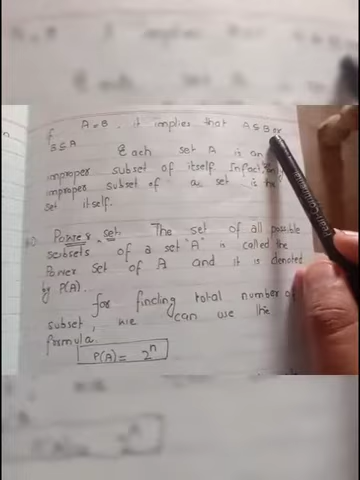 if A=B, it implies that A⊆B or
B⊆A
Each set A is an
improper subset of itself. Infact,
improper subset of a set is the
set itself.
Power set. The set of all possible
subsets of a set "A" is called the
Power set of A and it is denoted
by P(A).
for finding total number of
subset, we can use the
formula.
P(A) = 2ⁿ